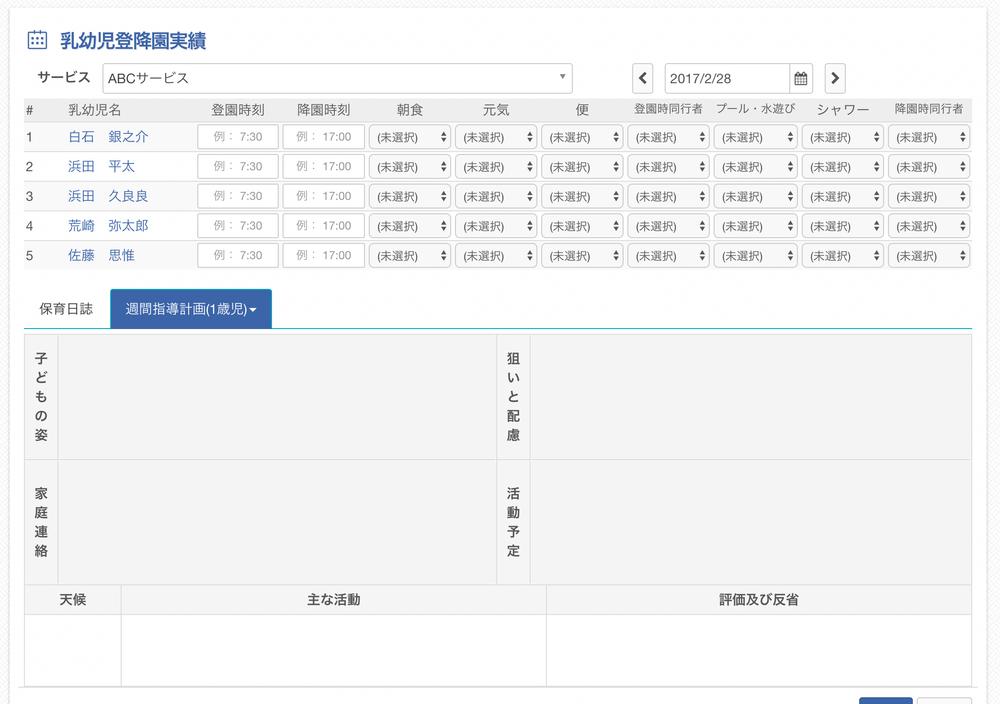 乳幼児登降園実績
サービス ABCサービス 2017/2/28
# 乳幼児名 登園時刻 降園時刻 朝食 元気 便 登園時同行者 プール・水遊び シャワー 降園時同行者
1 白石 銀之介 例： 7:30 例： 17:00 (未選択) (未選択) (未選択) (未選択) (未選択) (未選択) (未選択)
2 浜田 平太 例： 7:30 例： 17:00 (未選択) (未選択) (未選択) (未選択) (未選択) (未選択) (未選択)
3 浜田 久良良 例： 7:30 例： 17:00 (未選択) (未選択) (未選択) (未選択) (未選択) (未選択) (未選択)
4 荒崎 弥太郎 例： 7:30 例： 17:00 (未選択) (未選択) (未選択) (未選択) (未選択) (未選択) (未選択)
5 佐藤 思惟 例： 7:30 例： 17:00 (未選択) (未選択) (未選択) (未選択) (未選択) (未選択) (未選択)
保育日誌 週間指導計画(1歳児)
子どもの姿
狙いと配慮
家庭連絡
活動予定
天候 主な活動 評価及び反省